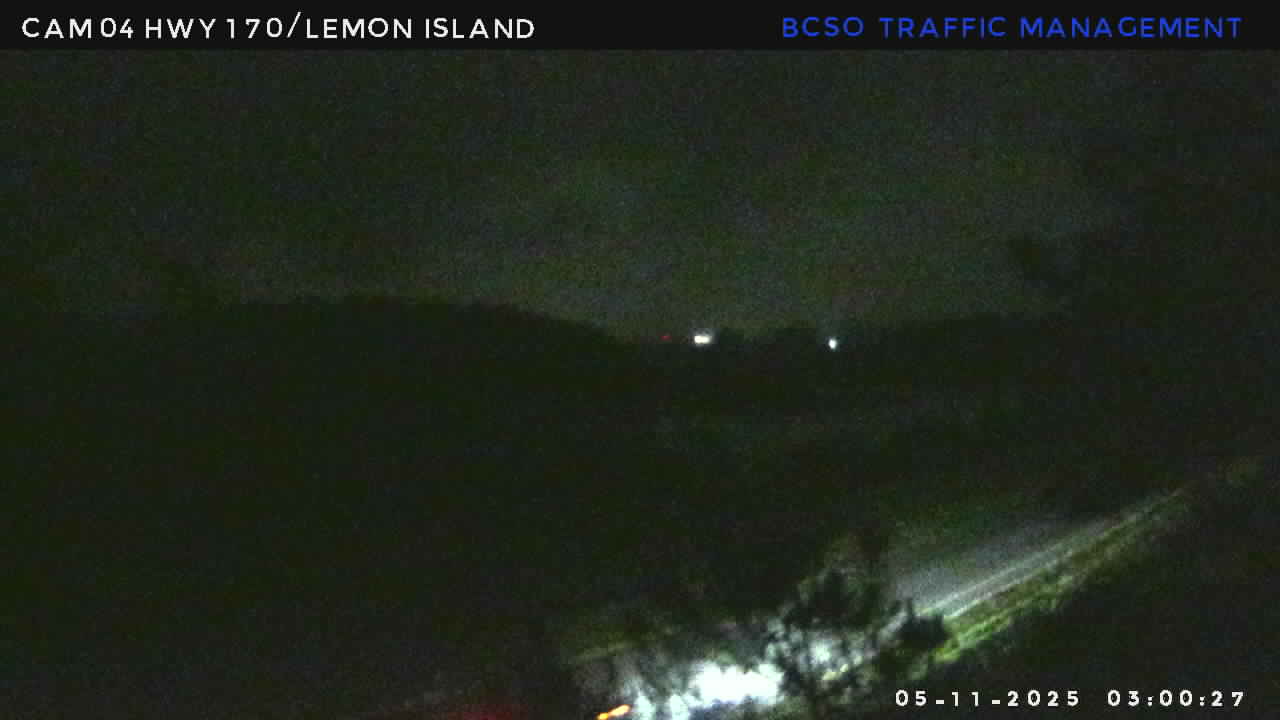 CAM04 HWY 170/LEMON ISLAND
BCSO TRAFFIC MANAGEMENT
05-11-2025 03:00:27